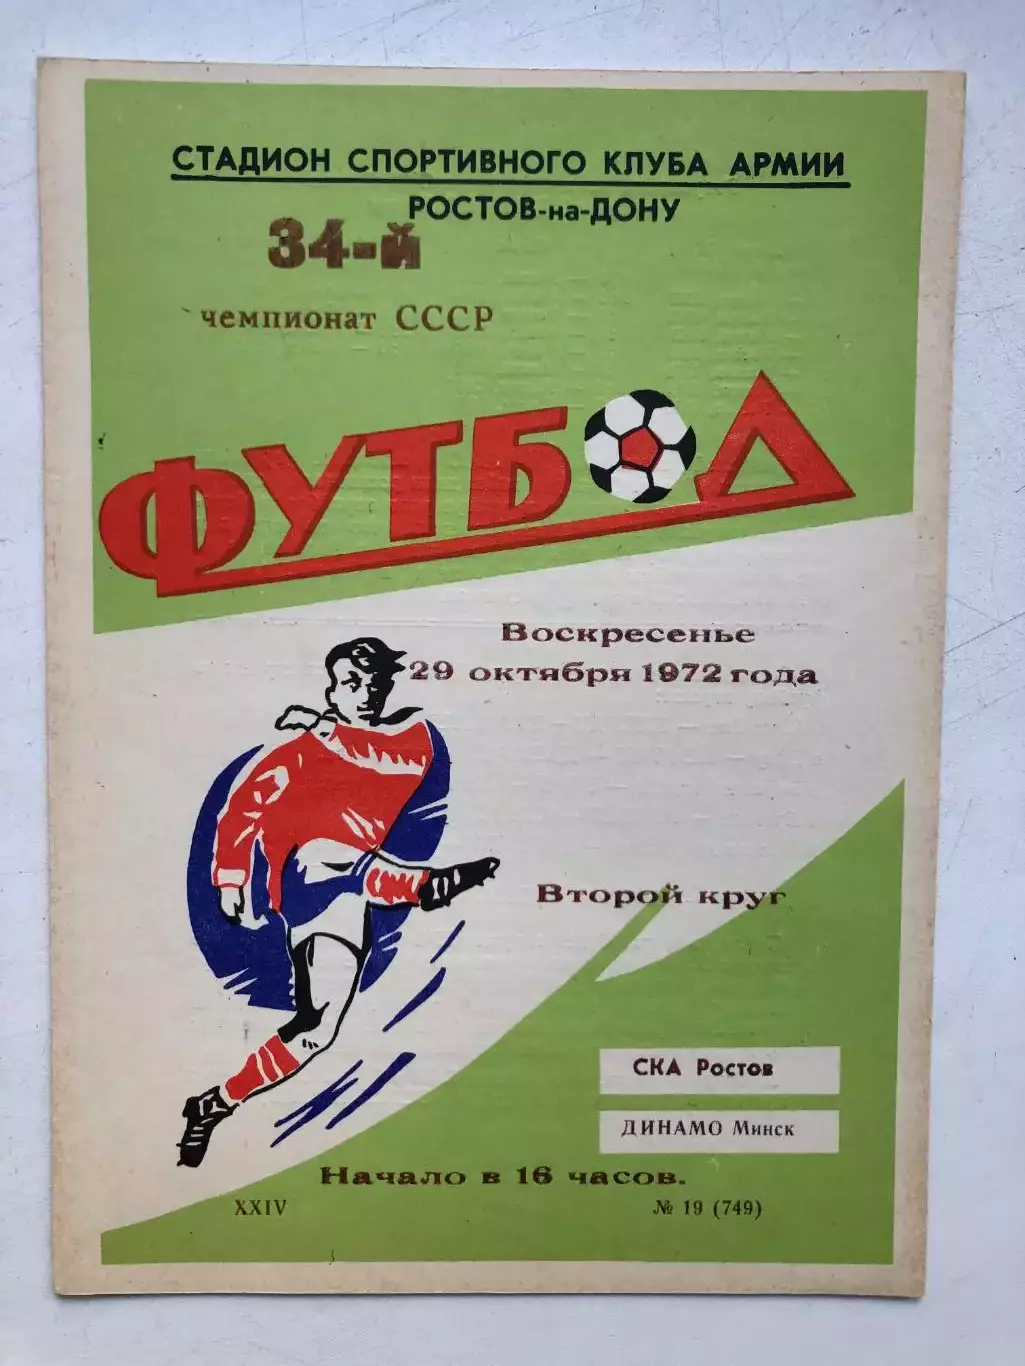 СТАДИОН СПОРТИВНОГО КЛУБА АРМИИ
РОСТОВ-на-ДОНУ
34-й
чемпионат СССР
ФУТБОЛ
Воскресенье
29 октября 1972 года
Второй круг
СКА Ростов
ДИНАМО Минск
Начало в 16 часов.
XXIV № 19 (749)